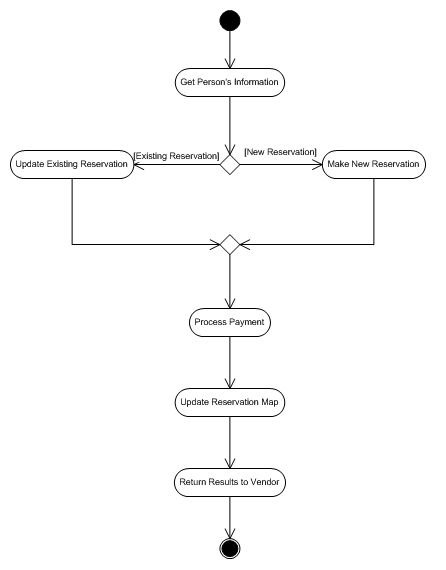 Get Person's Information
[Existing Reservation]
[New Reservation]
Update Existing Reservation
Make New Reservation
Process Payment
Update Reservation Map
Return Results to Vendor